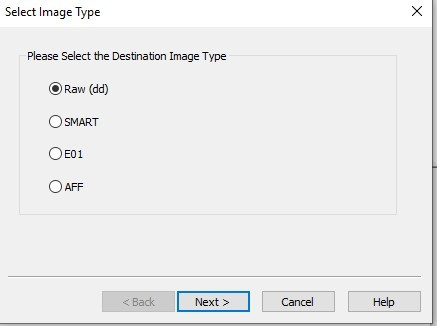 Select Image Type
Please Select the Destination Image Type
Raw (dd)
SMART
E01
AFF
< Back Next > Cancel Help